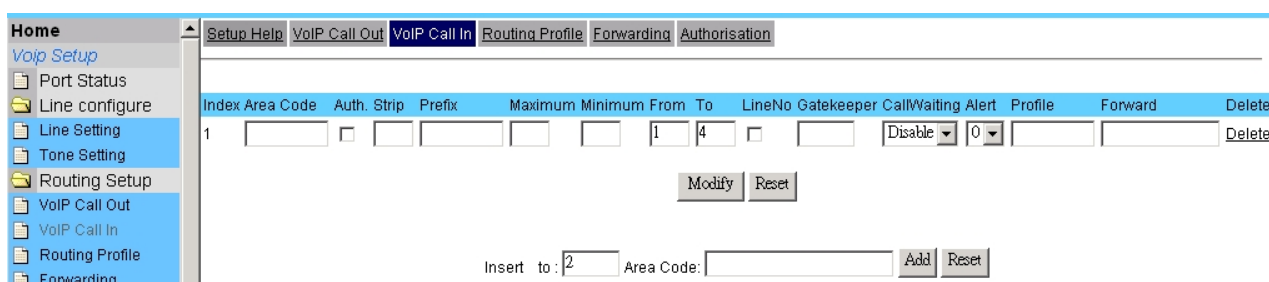 Home
Voip Setup
Port Status
Line configure
Line Setting
Tone Setting
Routing Setup
VoIP Call Out
VoIP Call In
Routing Profile
Forwarding
Setup Help VoIP Call Out VoIP Call In Routing Profile Forwarding Authorisation
Index Area Code Auth. Strip Prefix Maximum Minimum From To LineNo Gatekeeper CallWaiting Alert Profile Forward Delete
1 1 4 Disable 0 Delete
Modify Reset
Insert to : 2 Area Code: Add Reset